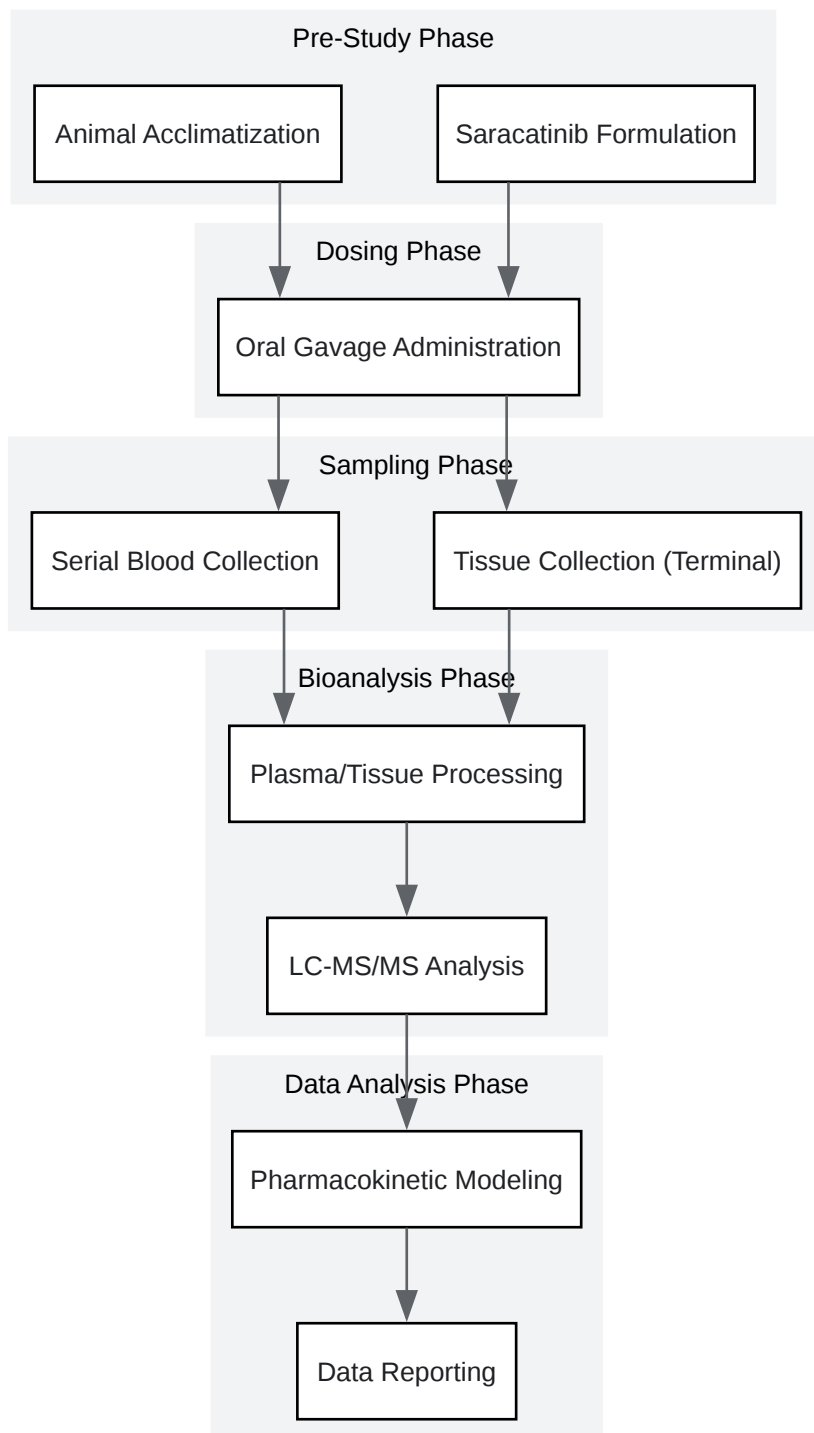 Pre-Study Phase
Animal Acclimatization
Saracatinib Formulation
Dosing Phase
Oral Gavage Administration
Sampling Phase
Serial Blood Collection
Tissue Collection (Terminal)
Bioanalysis Phase
Plasma/Tissue Processing
LC-MS/MS Analysis
Data Analysis Phase
Pharmacokinetic Modeling
Data Reporting